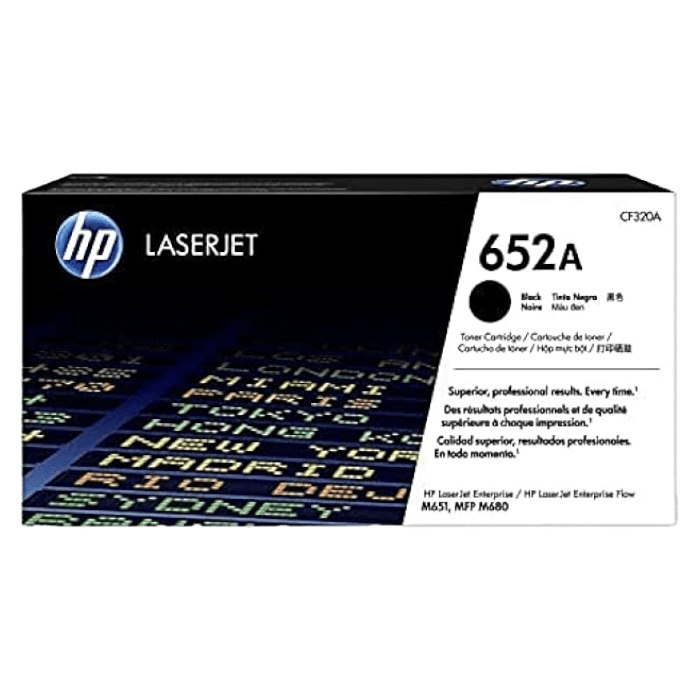 hp
CF320A
hp LASERJET
652A
Black Tinta Negra 黑色
Noire Màu đen
Toner Cartridge / Cartouche de toner /
Cartucho de tóner / Hộp mực bột / 打印硒鼓
Superior, professional results. Every time.¹
Des résultats professionnels et de qualité
supérieure à chaque impression.¹
Calidad superior, resultados profesionales.
En todo momento.¹
HP LaserJet Enterprise / HP LaserJet Enterprise Flow
M651, MFP M680
LONDON
MIAMI
PARIS
TOKYO
HONG KO
NEW YORK
MADRID
RIO DE J
SYDNEY